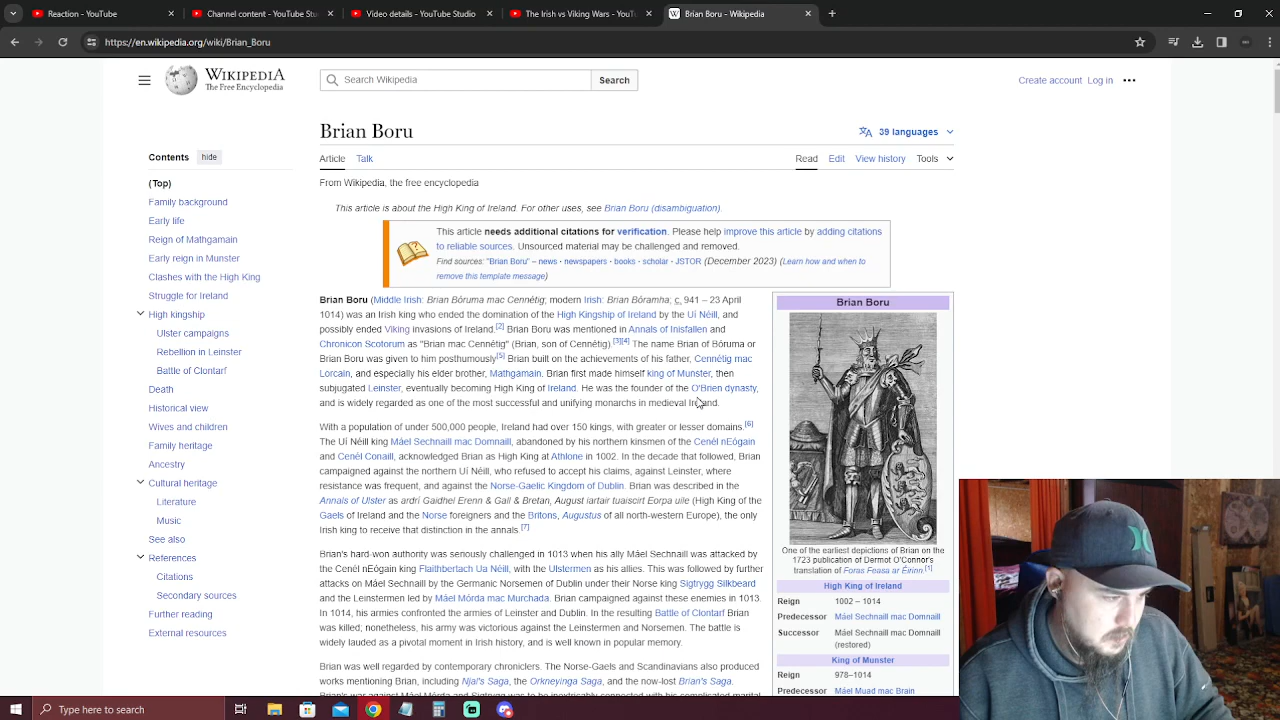 Reaction - YouTube
YouTube Stu
YouTube vide
YouTube
Brian Boru - Wikipedia
https://en.wiki
/Brian_Boru
WIKIPEDIA
The Free Encyclopedia
Search Wikipedia
Search
Create account Log in
Brian Boru
39 languages
Contents hide
Article Talk
Read Edit View history Tools
(Top)
Family background
Early life
Reign of Mathgamain
Early reign in Munster
Clashes with the High King
Struggle for Ireland
High kingship
Ulster campaigns
Rebellion in Leinster
Battle of Clontarf
Death
Historical view
Wives and children
Family heritage
Ancestry
Cultural heritage
Literature
Music
See also
References
Citations
Secondary sources
Further reading
External resources
From Wikipedia, the free encyclopedia
This article is about the High King of Ireland. For other uses, see Brian Boru (disambiguation).
This article needs additional citations for verification. Please help improve this article by adding citations
to reliable sources. Unsourced material may be challenged and removed.
Find sources: "Brian Boru" – news · newspapers · books · scholar · JSTOR (December 2023) (Learn how and when to
remove this template message)
Brian Boru (Middle Irish: Brian Bóruma mac Cennétig; modern Irish: Brian Bóramha; c. 941 – 23 April
1014) was an Irish king who ended the domination of the High Kingship of Ireland by the Uí Néill, and
possibly ended Viking invasions of Ireland.[2] Brian Boru was mentioned in Annals of Inisfallen and
Chronicon Scotorum as "Brian mac Cennétig" (Brian, son of Cennétig).[3][4] The name Brian of Bóruma or
Brian Boru was given to him posthumously[5] Brian built on the achievements of his father, Cennétig mac
Lorcain, and especially his elder brother, Mathgamain. Brian first made himself king of Munster, then
subjugated Leinster, eventually becoming High King of Ireland. He was the founder of the O'Brien dynasty,
and is widely regarded as one of the most successful and unifying monarchs in medieval Ireland.
With a population of under 500,000 people, Ireland had over 150 kings, with greater or lesser domains.[6]
The Uí Néill king Máel Sechnaill mac Domnaill, abandoned by his northern kinsmen of the Cenél nEógain
and Cenél Conaill, acknowledged Brian as High King at Athlone in 1002. In the decade that followed, Brian
campaigned against the northern Uí Néill, who refused to accept his claims, against Leinster, where
resistance was frequent, and against the Norse-Gaelic Kingdom of Dublin. Brian was described in the
Annals of Ulster as ardrí Gaidhel Erenn & Gall & Bretan, August iartair tuaiscirt Eorpa uile (High King of the
Gaels of Ireland and the Norse foreigners and the Britons, Augustus of all north-western Europe), the only
Irish king to receive that distinction in the annals.[7]
Brian's hard-won authority was seriously challenged in 1013 when his ally Máel Sechnaill was attacked by
the Cenél nEógain king Flaithbertach Ua Néill, with the Ulstermen as his allies. This was followed by further
attacks on Máel Sechnaill by the Germanic Norsemen of Dublin under their Norse king Sigtrygg Silkbeard
and the Leinstermen led by Máel Mórda mac Murchada. Brian campaigned against these enemies in 1013.
In 1014, his armies confronted the armies of Leinster and Dublin. In the resulting Battle of Clontarf Brian
was killed; nonetheless, his army was victorious against the Leinstermen and Norsemen. The battle is
widely lauded as a pivotal moment in Irish history, and is well known in popular memory.
Brian was well regarded by contemporary chroniclers. The Norse-Gaels and Scandinavians also produced
works mentioning Brian, including Njal's Saga, the Orkneyinga Saga, and the now-lost Brian's Saga.
Brian's war against Máel Mórda and Sigtrygg was to be inextricably connected with his complicated marital
Brian Boru
One of the earliest depictions of Brian on the
1723 publication of Dermot O'Connor's
translation of Foras Feasa ar Éirinn.[1]
High King of Ireland
Reign 1002 – 1014
Predecessor Máel Sechnaill mac Domnaill
Successor Máel Sechnaill mac Domnaill
(restored)
King of Munster
Reign 978–1014
Predecessor Máel Muad mac Brain
Type here to search